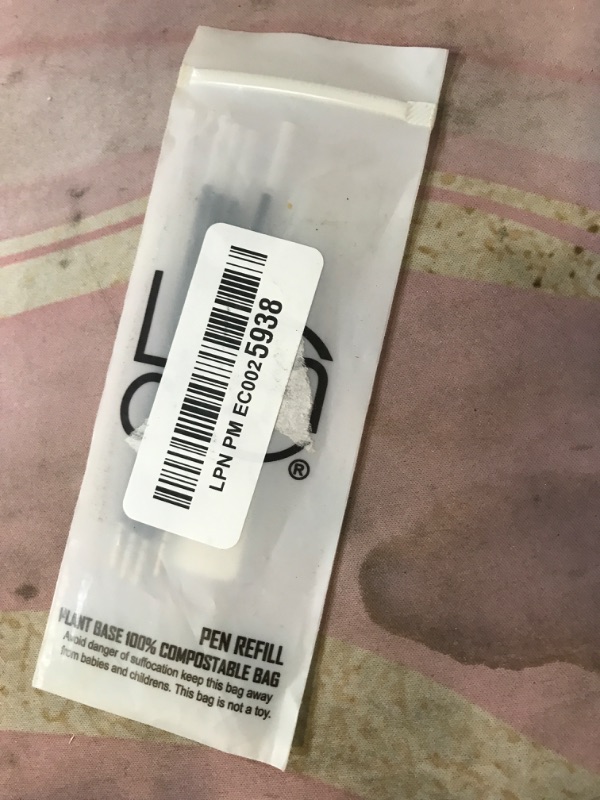 LPN PM EC0025938
®
PEN REFILL
PLANT BASE 100% COMPOSTABLE BAG
Avoid danger of suffocation keep this bag away
from babies and childrens. This bag is not a toy.